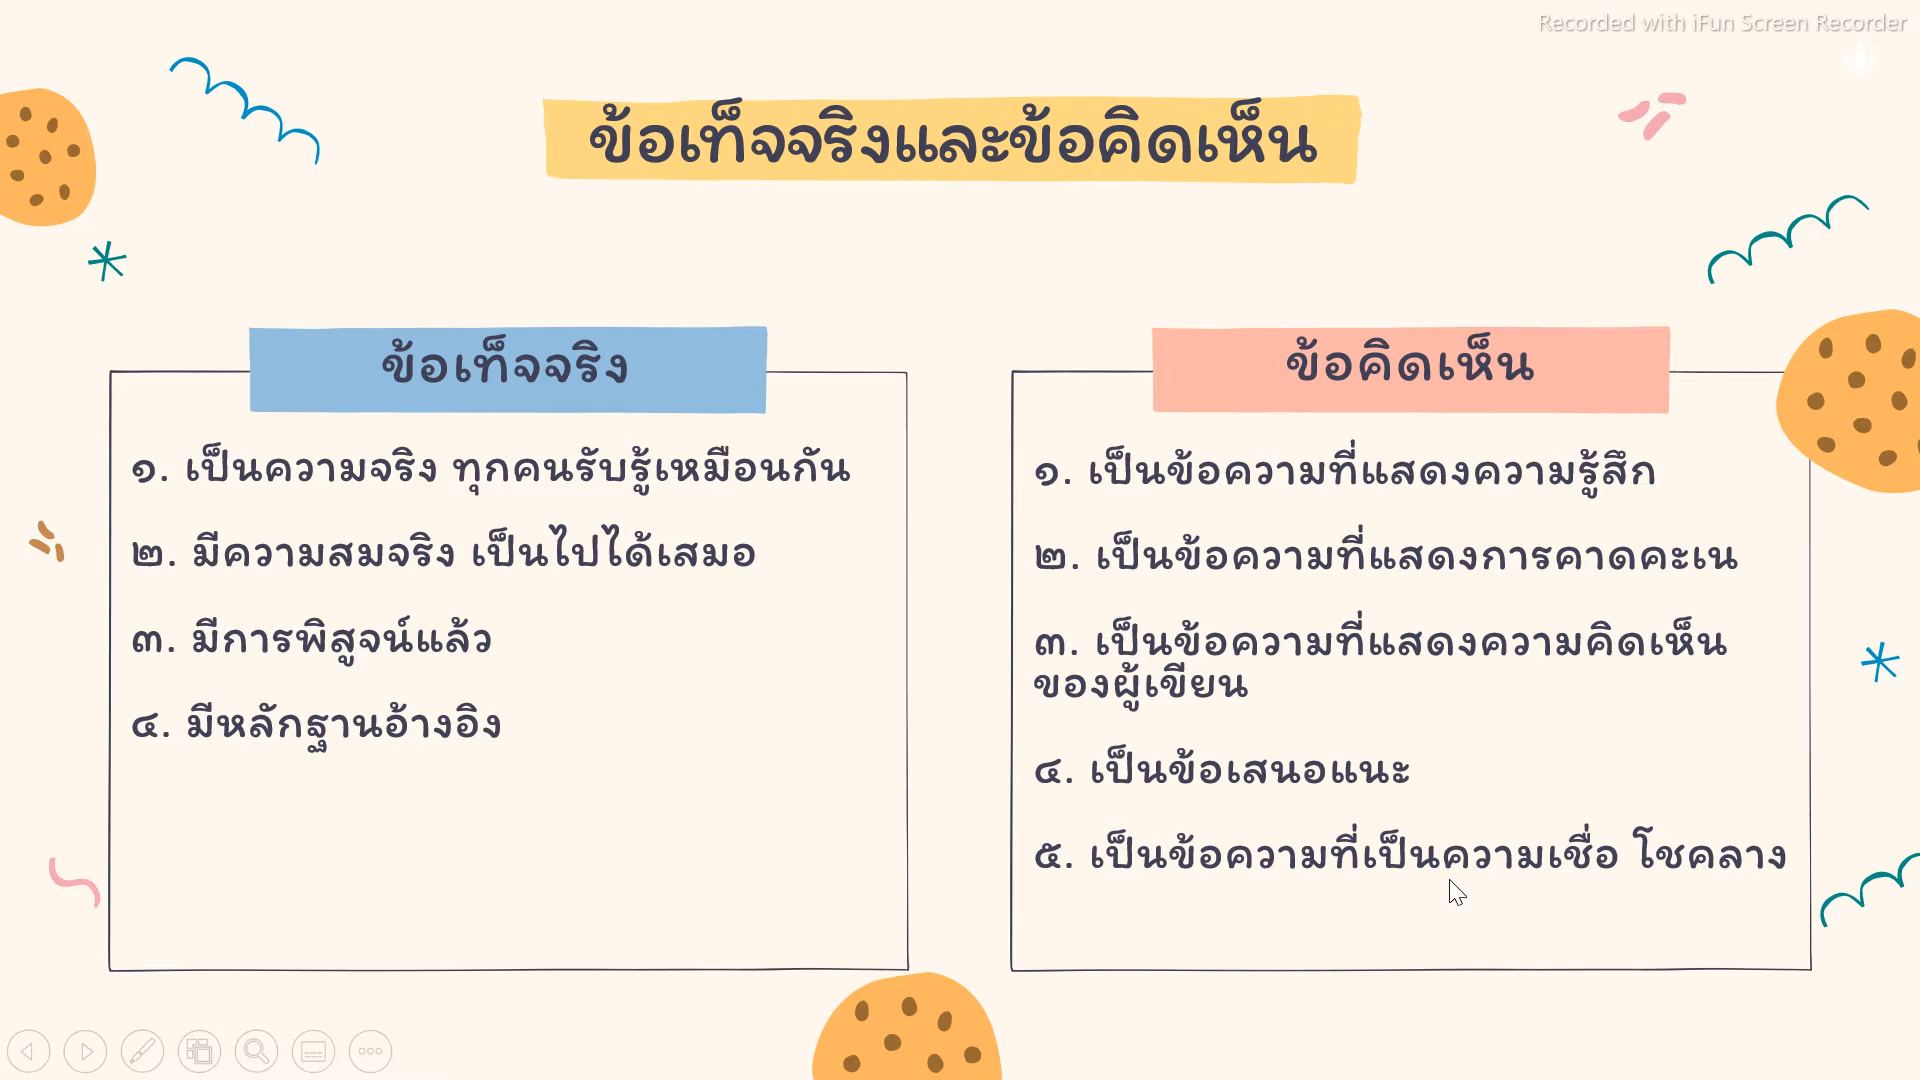 Recorded with iFun Screen Recorder
ข้อเท็จจริงและข้อคิดเห็น
ข้อเท็จจริง
๑. เป็นความจริง ทุกคนรับรู้เหมือนกัน
๒. มีความสมจริง เป็นไปได้เสมอ
๓. มีการพิสูจน์แล้ว
๔. มีหลักฐานอ้างอิง
ข้อคิดเห็น
๑. เป็นข้อความที่แสดงความรู้สึก
๒. เป็นข้อความที่แสดงการคาดคะเน
๓. เป็นข้อความที่แสดงความคิดเห็น
ของผู้เขียน
๔. เป็นข้อเสนอแนะ
๕. เป็นข้อความที่เป็นความเชื่อ โชคลาง